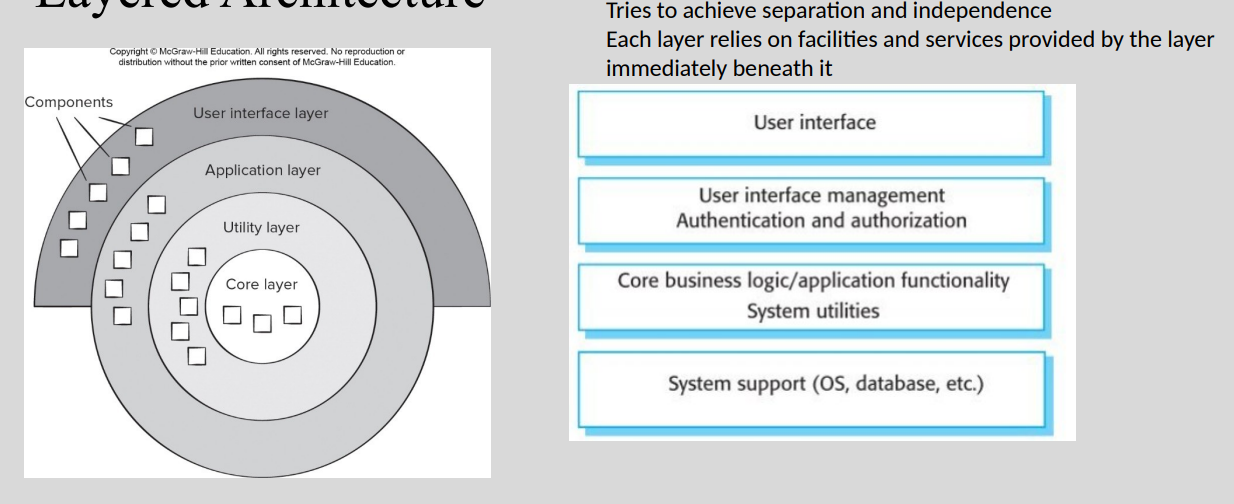 Layered Architecture
Copyright © McGraw-Hill Education. All rights reserved. No reproduction or
distribution without the prior written consent of McGraw-Hill Education.
Components
User interface layer
Application layer
Utility layer
Core layer
Tries to achieve separation and independence
Each layer relies on facilities and services provided by the layer
immediately beneath it
User interface
User interface management
Authentication and authorization
Core business logic/application functionality
System utilities
System support (OS, database, etc.)